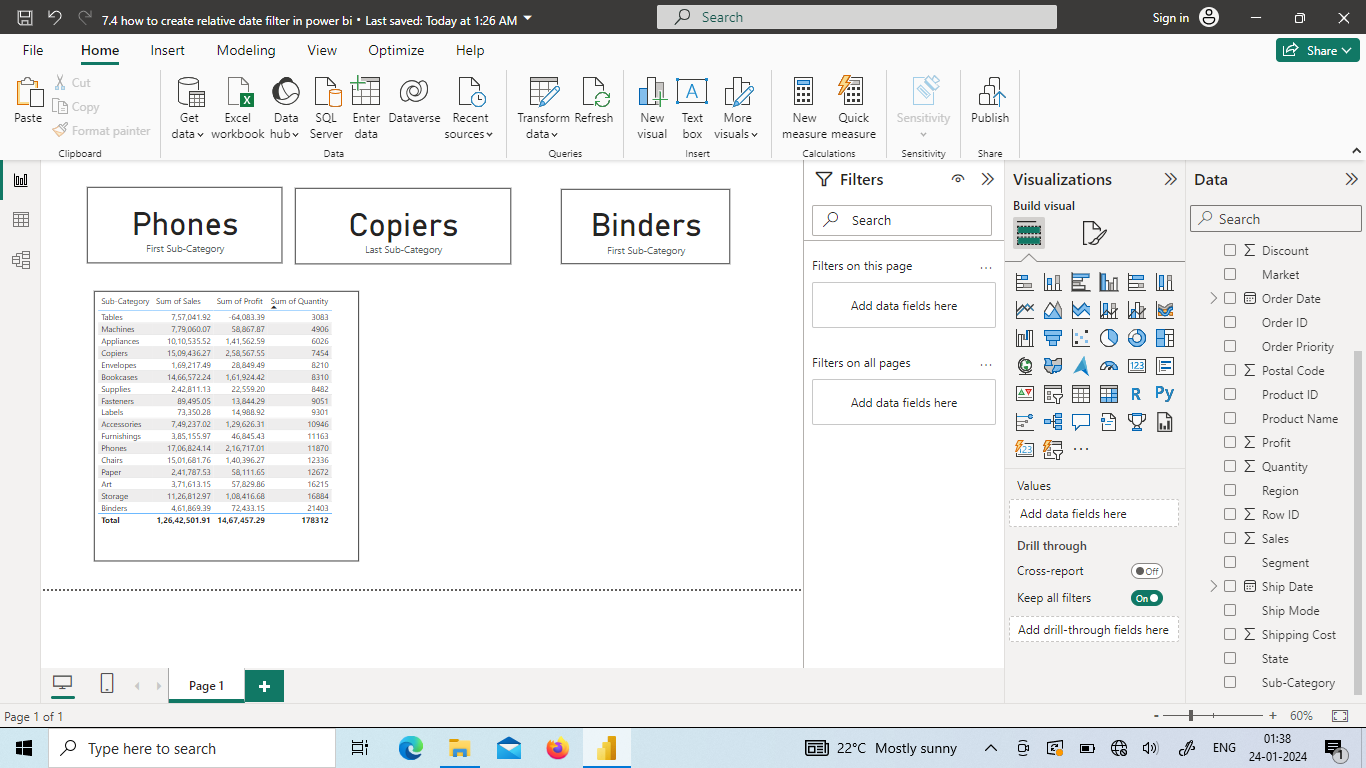 7.4 how to create relative date filter in power bi • Last saved: Today at 1:26 AM
Search
Sign in
File Home Insert Modeling View Optimize Help
Share
Paste
Cut
Copy
Format painter
Clipboard
Get data
Excel workbook
Data hub
SQL Server
Enter data
Dataverse
Recent sources
Data
Transform data
Refresh
Queries
New visual
Text box
More visuals
Insert
New measure
Quick measure
Calculations
Sensitivity
Sensitivity
Publish
Share
Phones
First Sub-Category
Copiers
Last Sub-Category
Binders
First Sub-Category
Sub-Category Sum of Sales Sum of Profit Sum of Quantity
Tables 7,57,041.92 -64,083.39 3083
Machines 7,79,060.07 58,867.87 4906
Appliances 10,10,535.52 1,41,562.59 6026
Copiers 15,09,436.27 2,58,567.55 7454
Envelopes 1,69,217.49 28,849.49 8210
Bookcases 14,66,572.24 1,61,924.42 8310
Supplies 2,42,811.13 22,559.20 8482
Fasteners 89,495.05 13,844.29 9051
Labels 73,350.28 14,988.92 9301
Accessories 7,49,237.02 1,29,626.31 10946
Furnishings 3,85,155.97 46,845.43 11163
Phones 17,06,824.14 2,16,717.01 11870
Chairs 15,01,681.76 1,40,396.27 12336
Paper 2,41,787.53 58,111.65 12672
Art 3,71,613.15 57,829.86 16215
Storage 11,26,812.97 1,08,416.68 16884
Binders 4,61,869.39 72,433.15 21403
Total 1,26,42,501.91 14,67,457.29 178312
Filters
Search
Filters on this page ...
Add data fields here
Filters on all pages ...
Add data fields here
Visualizations
Build visual
123
R Py
123
...
Values
Add data fields here
Drill through
Cross-report Off
Keep all filters On
Add drill-through fields here
Data
Search
Discount
Market
Order Date
Order ID
Order Priority
Postal Code
Product ID
Product Name
Profit
Quantity
Region
Row ID
Sales
Segment
Ship Date
Ship Mode
Shipping Cost
State
Sub-Category
Page 1
+
Page 1 of 1
- + 60%
Type here to search
22°C Mostly sunny
ENG
01:38
24-01-2024
1